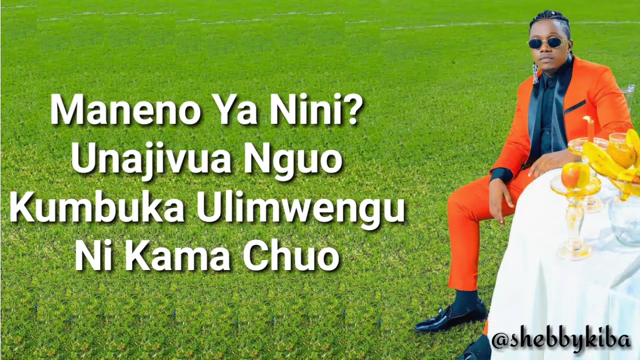 Maneno Ya Nini?
Unajivua Nguo
Kumbuka Ulimwengu
Ni Kama Chuo
@shebbykiba